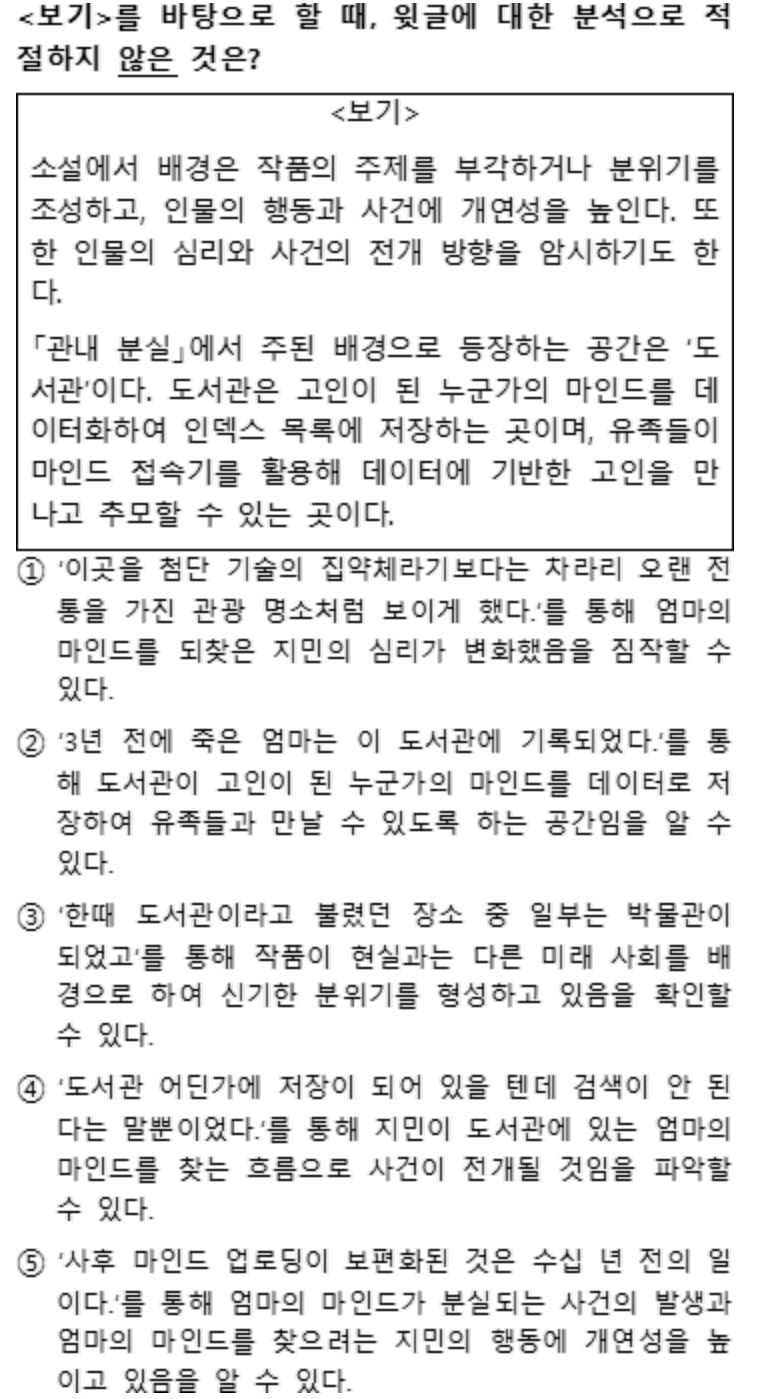 <보기>를 바탕으로 할 때, 윗글에 대한 분석으로 적
절하지 않은 것은?
<보기>
소설에서 배경은 작품의 주제를 부각하거나 분위기를
조성하고, 인물의 행동과 사건에 개연성을 높인다. 또
한 인물의 심리와 사건의 전개 방향을 암시하기도 한
다.
「관내 분실」에서 주된 배경으로 등장하는 공간은 '도
서관'이다. 도서관은 고인이 된 누군가의 마인드를 데
이터화하여 인덱스 목록에 저장하는 곳이며, 유족들이
마인드 접속기를 활용해 데이터에 기반한 고인을 만
나고 추모할 수 있는 곳이다.
① '이곳을 첨단 기술의 집약체라기보다는 차라리 오랜 전
통을 가진 관광 명소처럼 보이게 했다.'를 통해 엄마의
마인드를 되찾은 지민의 심리가 변화했음을 짐작할 수
있다.
② '3년 전에 죽은 엄마는 이 도서관에 기록되었다.'를 통
해 도서관이 고인이 된 누군가의 마인드를 데이터로 저
장하여 유족들과 만날 수 있도록 하는 공간임을 알 수
있다.
③ '한때 도서관이라고 불렸던 장소 중 일부는 박물관이
되었고'를 통해 작품이 현실과는 다른 미래 사회를 배
경으로 하여 신기한 분위기를 형성하고 있음을 확인할
수 있다.
④ '도서관 어딘가에 저장이 되어 있을 텐데 검색이 안 된
다는 말뿐이었다.'를 통해 지민이 도서관에 있는 엄마의
마인드를 찾는 흐름으로 사건이 전개될 것임을 파악할
수 있다.
⑤ '사후 마인드 업로딩이 보편화된 것은 수십 년 전의 일
이다.'를 통해 엄마의 마인드가 분실되는 사건의 발생과
엄마의 마인드를 찾으려는 지민의 행동에 개연성을 높
이고 있음을 알 수 있다.